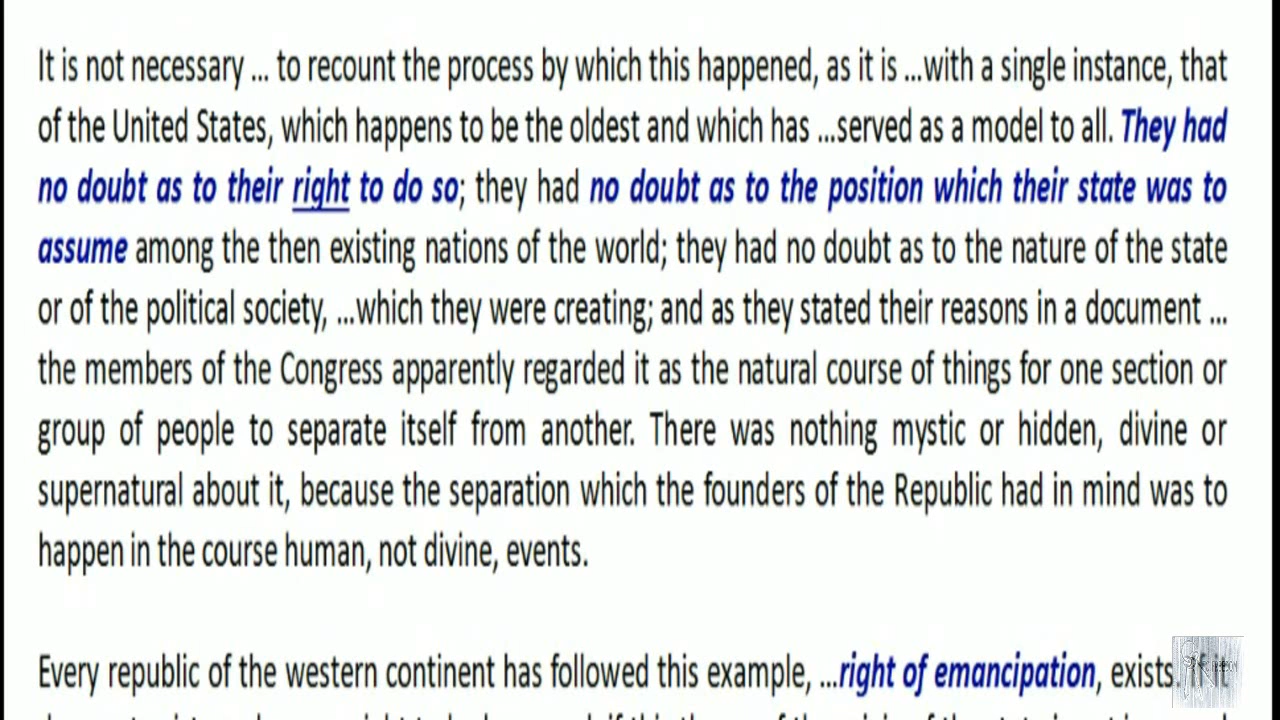 It is not necessary ... to recount the process by which this happened, as it is ...with a single instance, that
of the United States, which happens to be the oldest and which has ...served as a model to all. They had
no doubt as to their right to do so; they had no doubt as to the position which their state was to
assume among the then existing nations of the world; they had no doubt as to the nature of the state
or of the political society, ...which they were creating; and as they stated their reasons in a document ...
the members of the Congress apparently regarded it as the natural course of things for one section or
group of people to separate itself from another. There was nothing mystic or hidden, divine or
supernatural about it, because the separation which the founders of the Republic had in mind was to
happen in the course human, not divine, events.
Every republic of the western continent has followed this example, ...right of emancipation, exists. If it